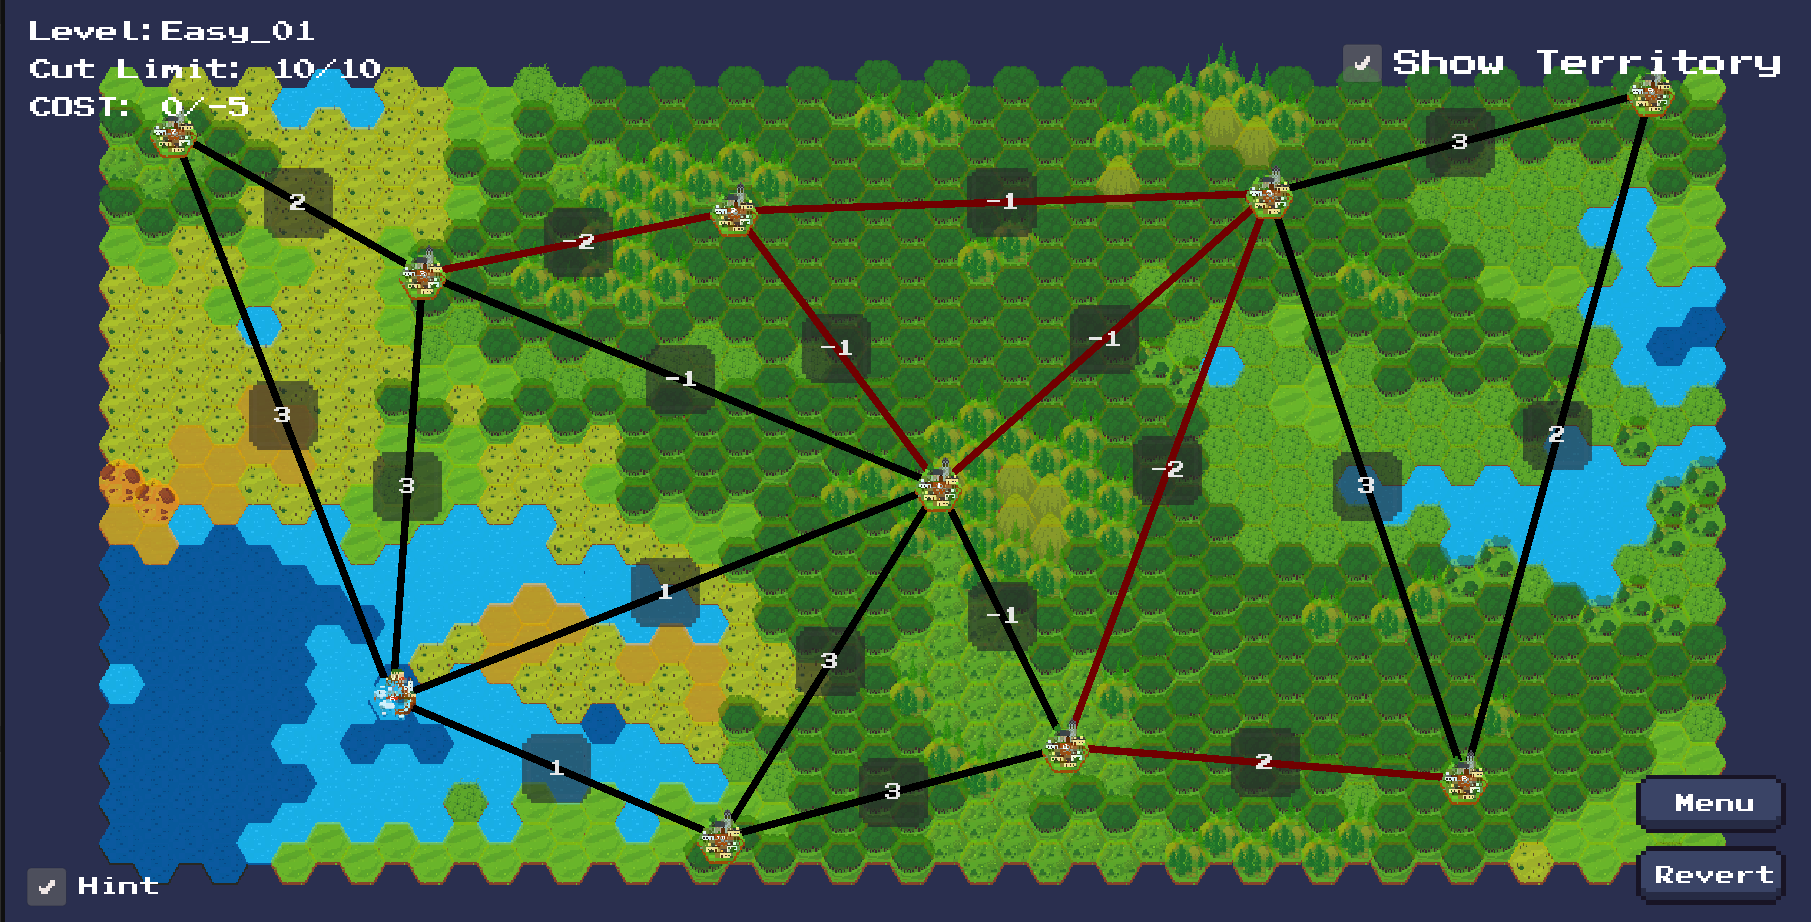 Level: Easy_01
Cut Limit: 10/10
COST: 0/-5
✓ Show Territory
3
2
-1
-2
-1
-1
-1
3
2
-2
3
3
1
-1
3
2
1
3
Menu
Revert
✓ Hint